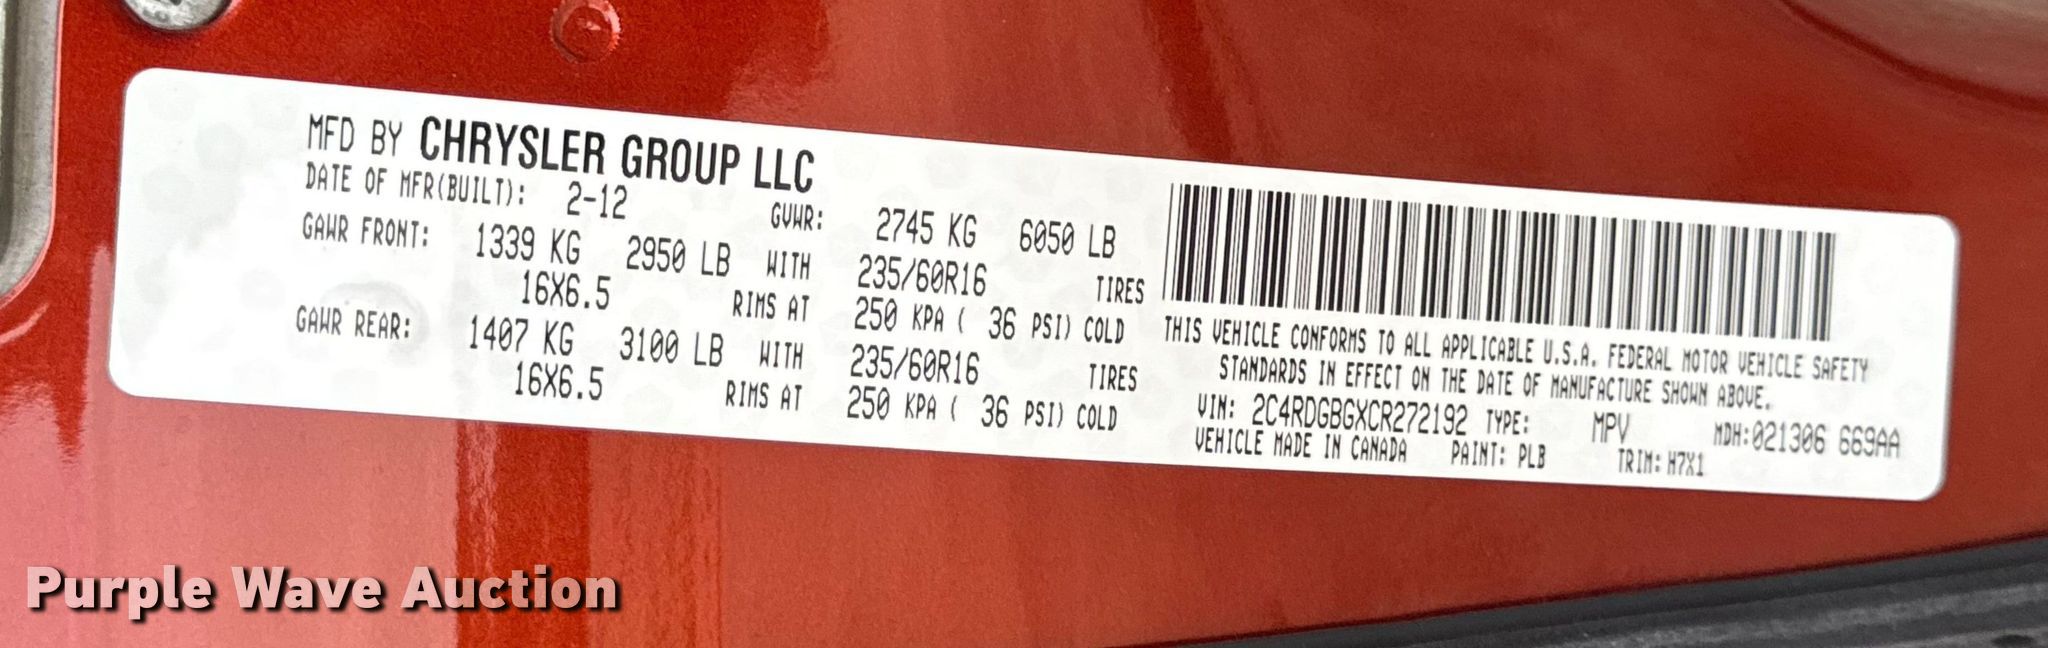 MFD BY CHRYSLER GROUP LLC
DATE OF MFR(BUILT): 2-12 GVWR: 2745 KG 6050 LB
GAWR FRONT: 1339 KG 2950 LB WITH 235/60R16 TIRES
16X6.5 RIMS AT 250 KPA ( 36 PSI) COLD
GAWR REAR: 1407 KG 3100 LB WITH 235/60R16 TIRES
16X6.5 RIMS AT 250 KPA ( 36 PSI) COLD
THIS VEHICLE CONFORMS TO ALL APPLICABLE U.S.A. FEDERAL MOTOR VEHICLE SAFETY
STANDARDS IN EFFECT ON THE DATE OF MANUFACTURE SHOWN ABOVE.
VIN: 2C4RDGBGXCR272192 TYPE: MPV MDH:021306 669AA
VEHICLE MADE IN CANADA PAINT: PLB TRIM: H7X1
Purple Wave Auction